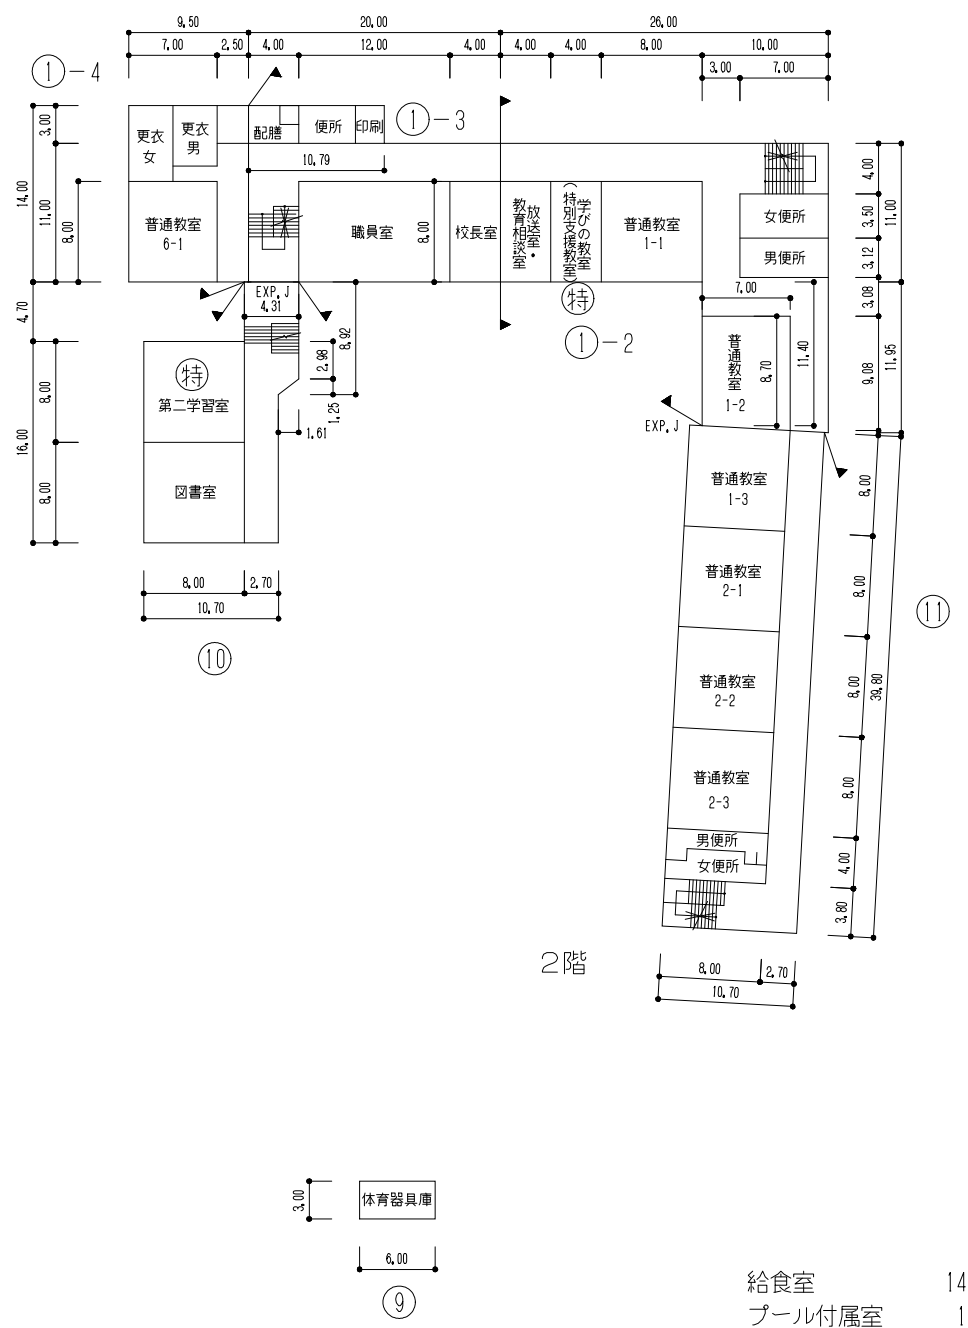 9.50 20.00 26.00
7.00 2.50 4.00 12.00 4.00 4.00 4.00 8.00 10.00
3.00 7.00
①-4
①-3
更衣女
更衣男
配膳
便所
印刷
10.79
3.00
14.00
11.00
8.00
普通教室
6-1
職員室
8.00
校長室
放送室・教育相談室
学びの教室(特別支援教室)
普通教室
1-1
女便所
男便所
4.00
3.50
11.00
3.12
特
①-2
EXP.J
4.31
4.70
8.92
2.98
1.25
1.61
7.00
3.08
普通教室
1-2
8.70
11.40
9.08
11.95
特
第二学習室
図書室
8.00
16.00
8.00
8.00 2.70
10.70
⑩
EXP.J
普通教室
1-3
8.00
普通教室
2-1
8.00
⑪
普通教室
2-2
8.00
39.80
普通教室
2-3
8.00
男便所
4.00
女便所
3.80
2階
8.00 2.70
10.70
3.00
体育器具庫
6.00
⑨
給食室 14
プール付属室 1